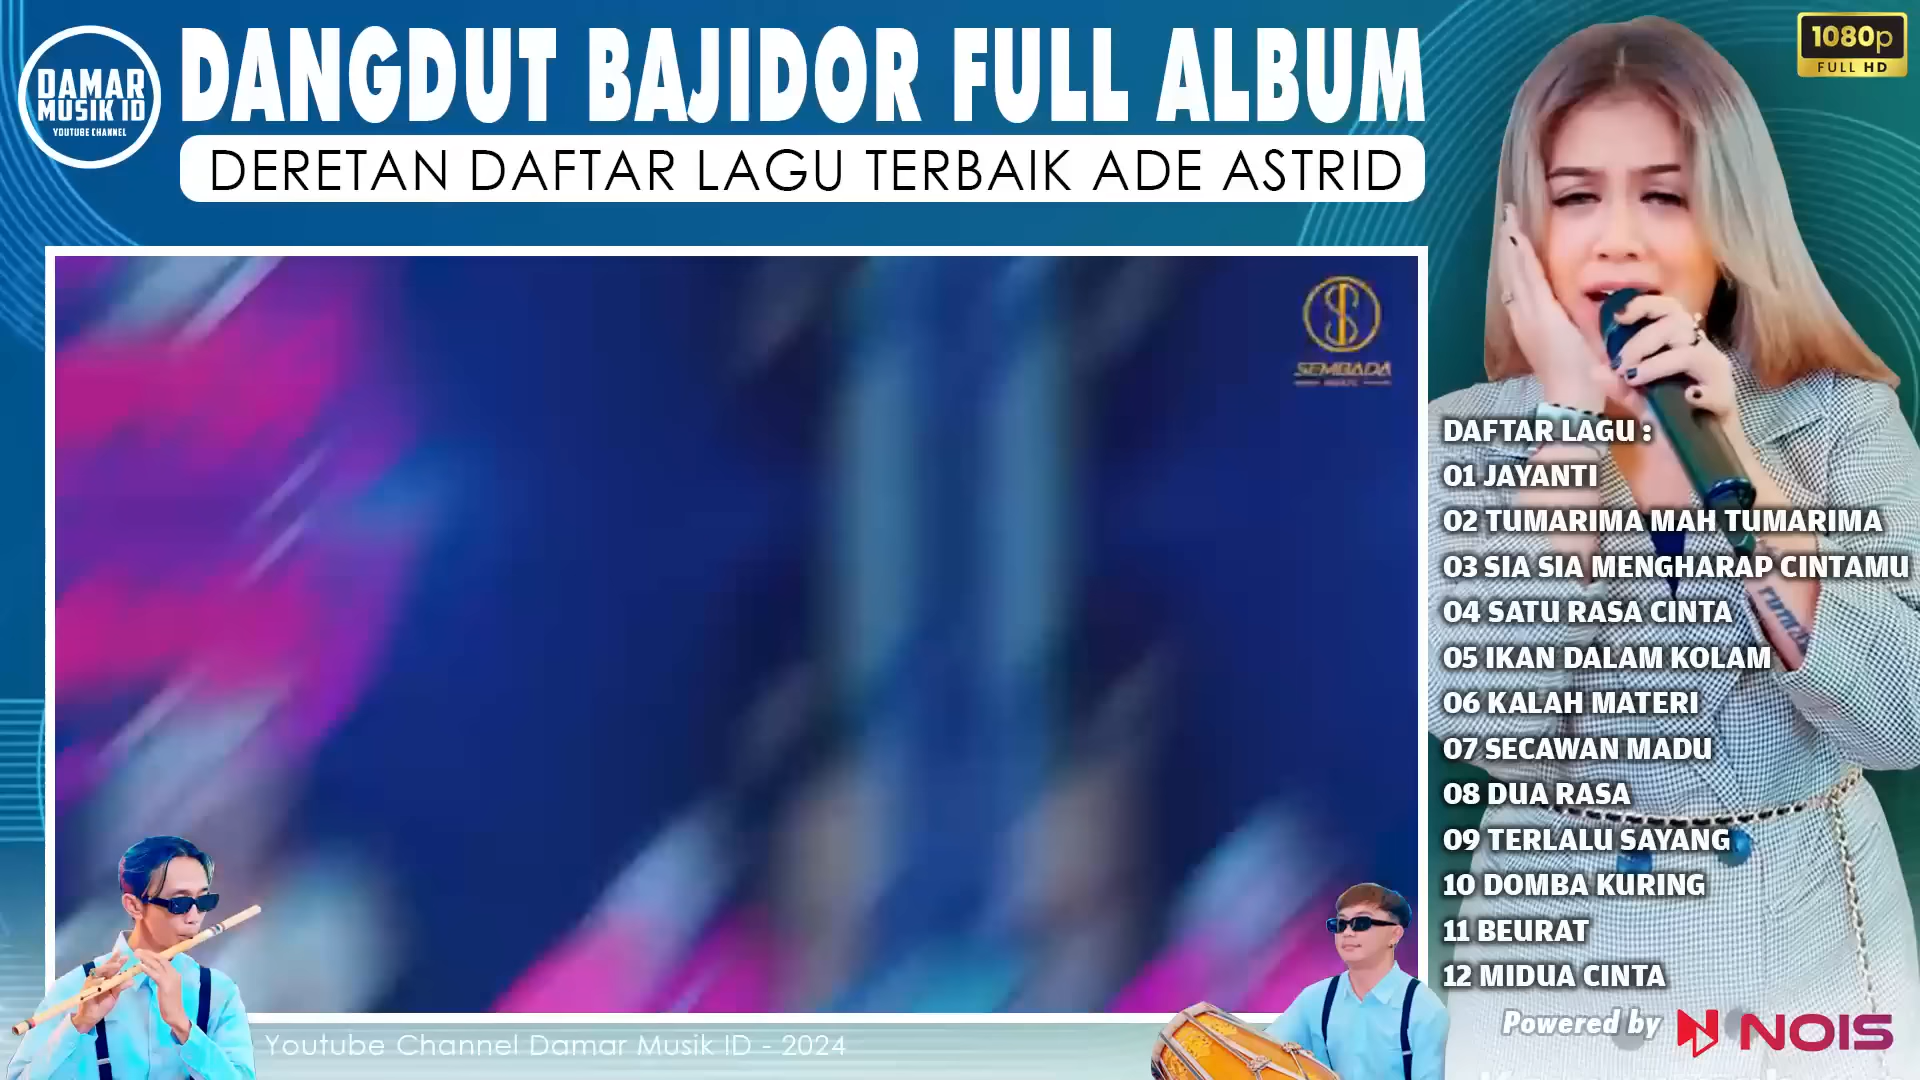 DAMAR
MUSIK ID
YOUTUBE CHANNEL
DANGDUT BAJIDOR FULL ALBUM
DERETAN DAFTAR LAGU TERBAIK ADE ASTRID
1080p
FULL HD
SEMBADA
DAFTAR LAGU :
01 JAYANTI
02 TUMARIMA MAH TUMARIMA
03 SIA SIA MENGHARAP CINTAMU
04 SATU RASA CINTA
05 IKAN DALAM KOLAM
06 KALAH MATERI
07 SECAWAN MADU
08 DUA RASA
09 TERLALU SAYANG
10 DOMBA KURING
11 BEURAT
12 MIDUA CINTA
Powered by
NOIS
Youtube Channel Damar Musik ID - 2024